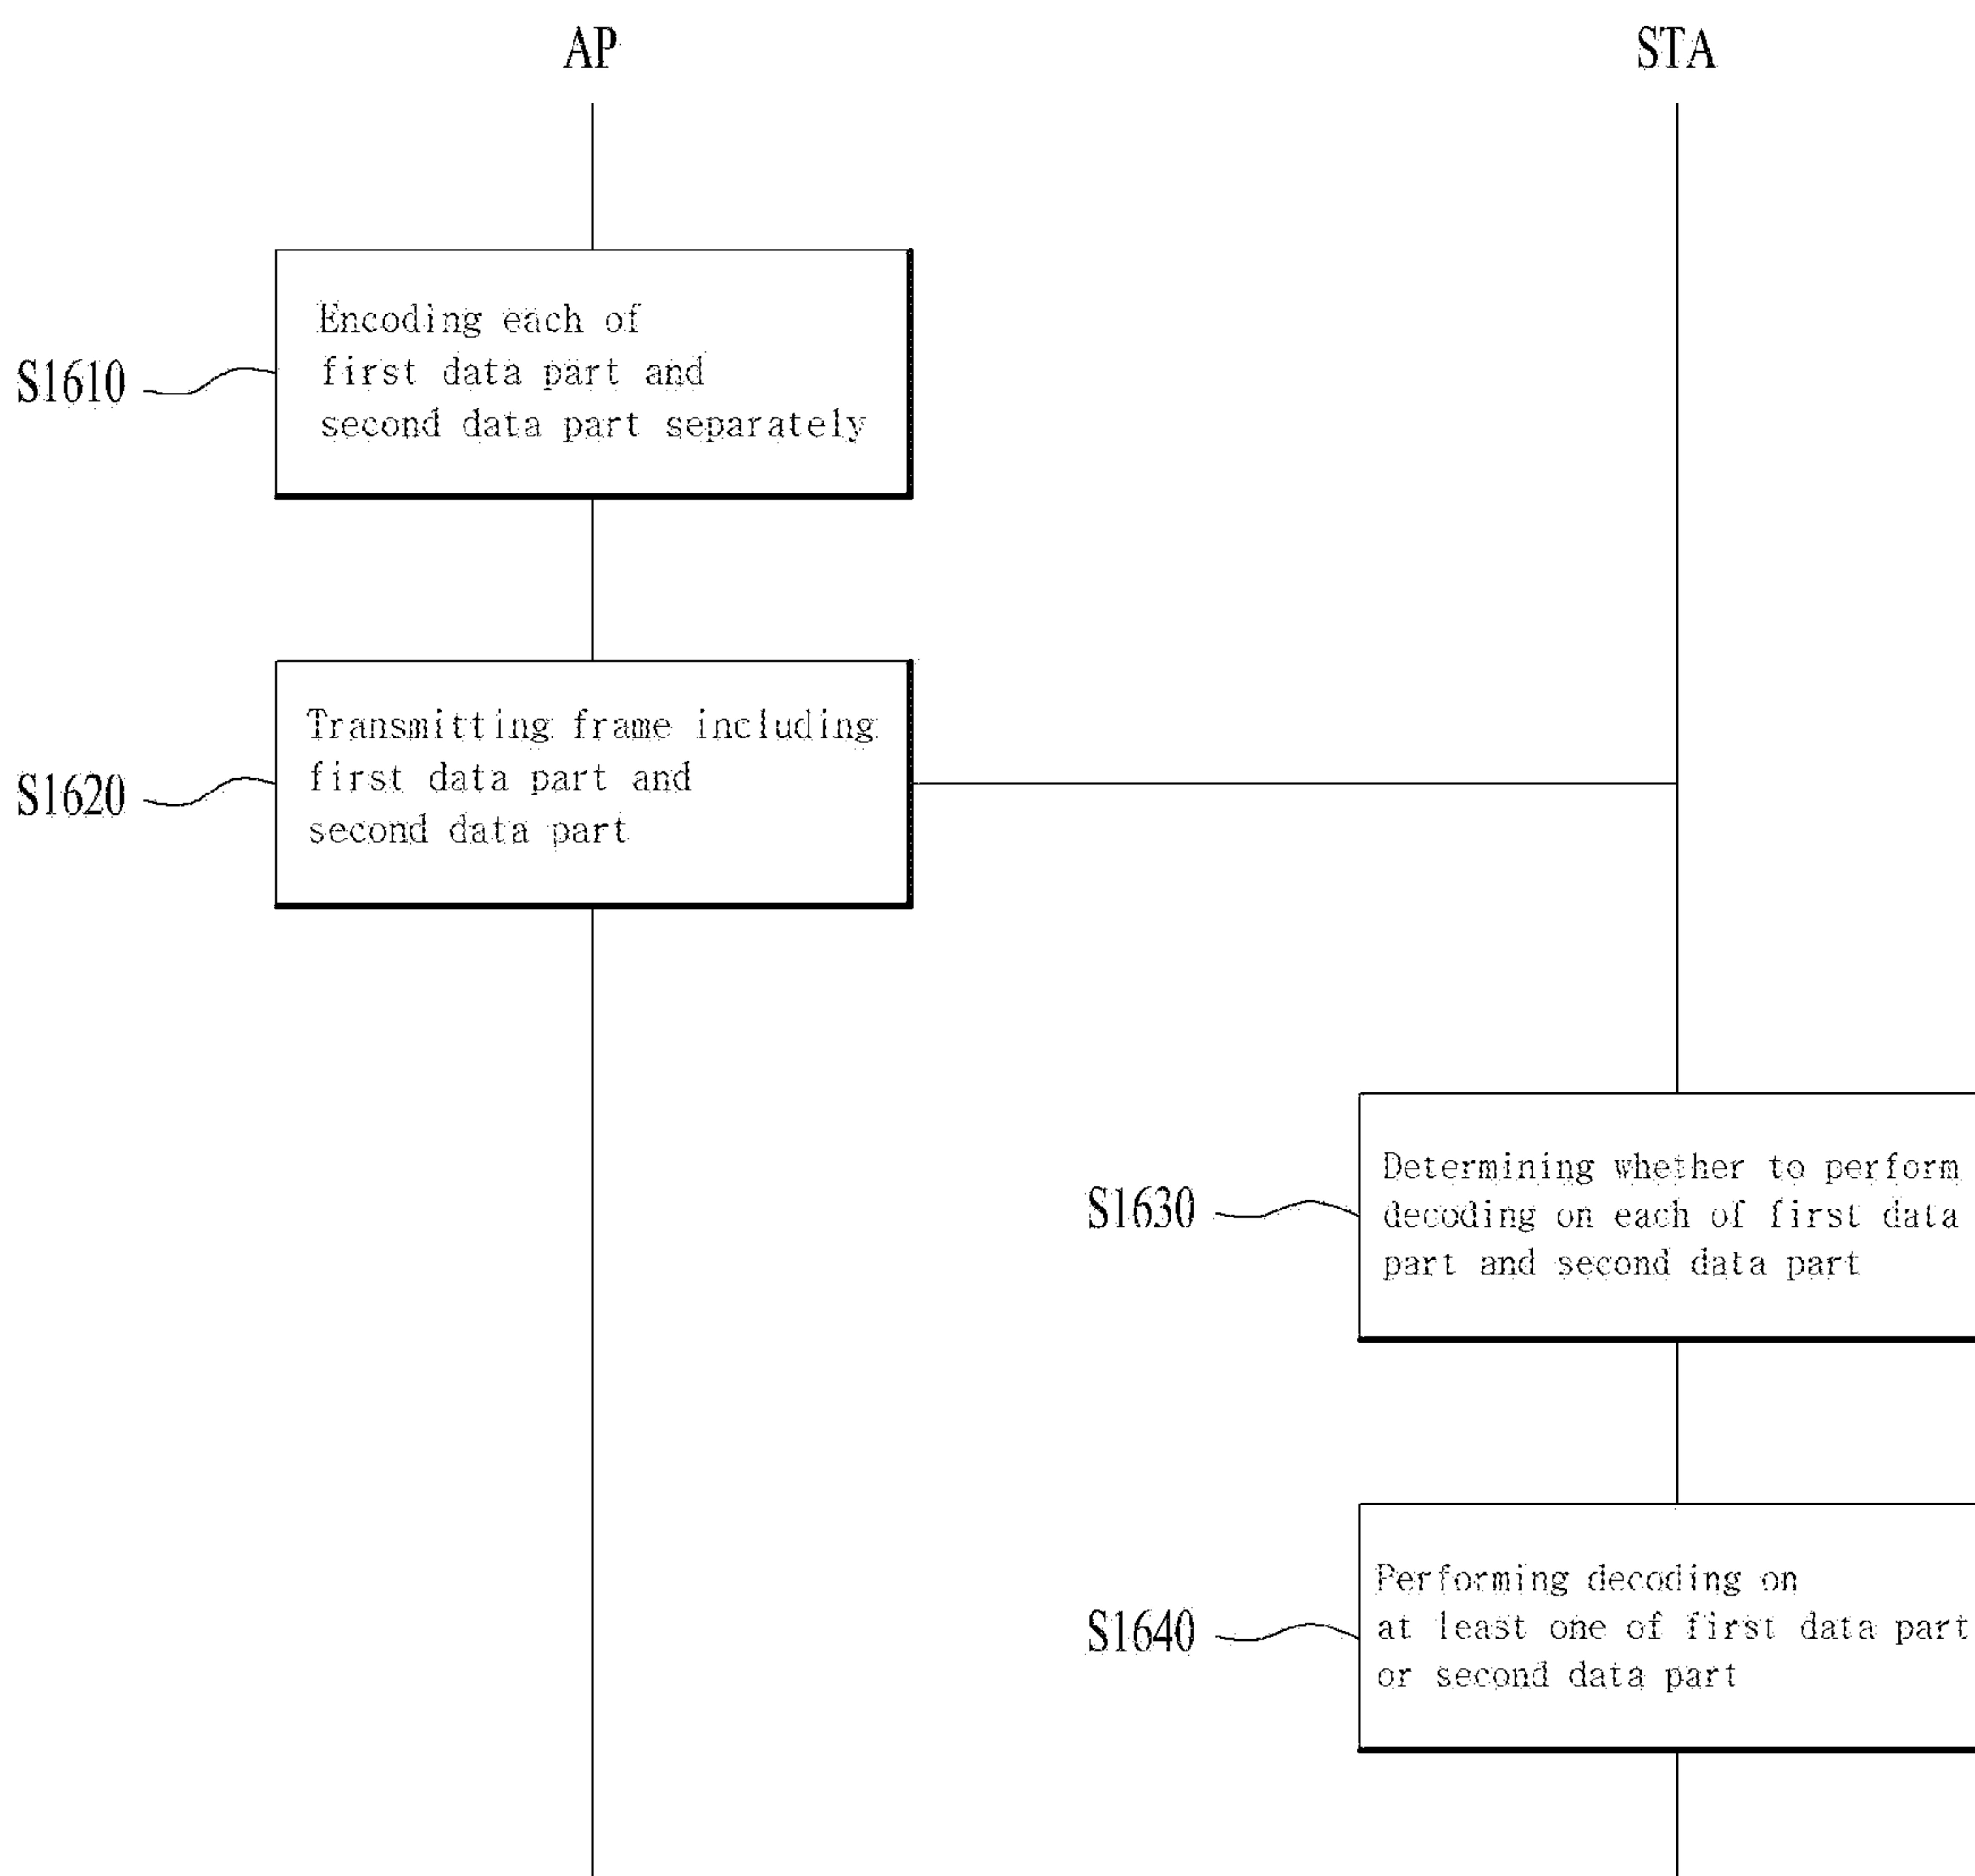 AP
STA
S1610
Encoding each of
first data part and
second data part separately
S1620
Transmitting frame including
first data part and
second data part
S1630
Determining whether to perform
decoding on each of first data
part and second data part
S1640
Performing decoding on
at least one of first data part
or second data part